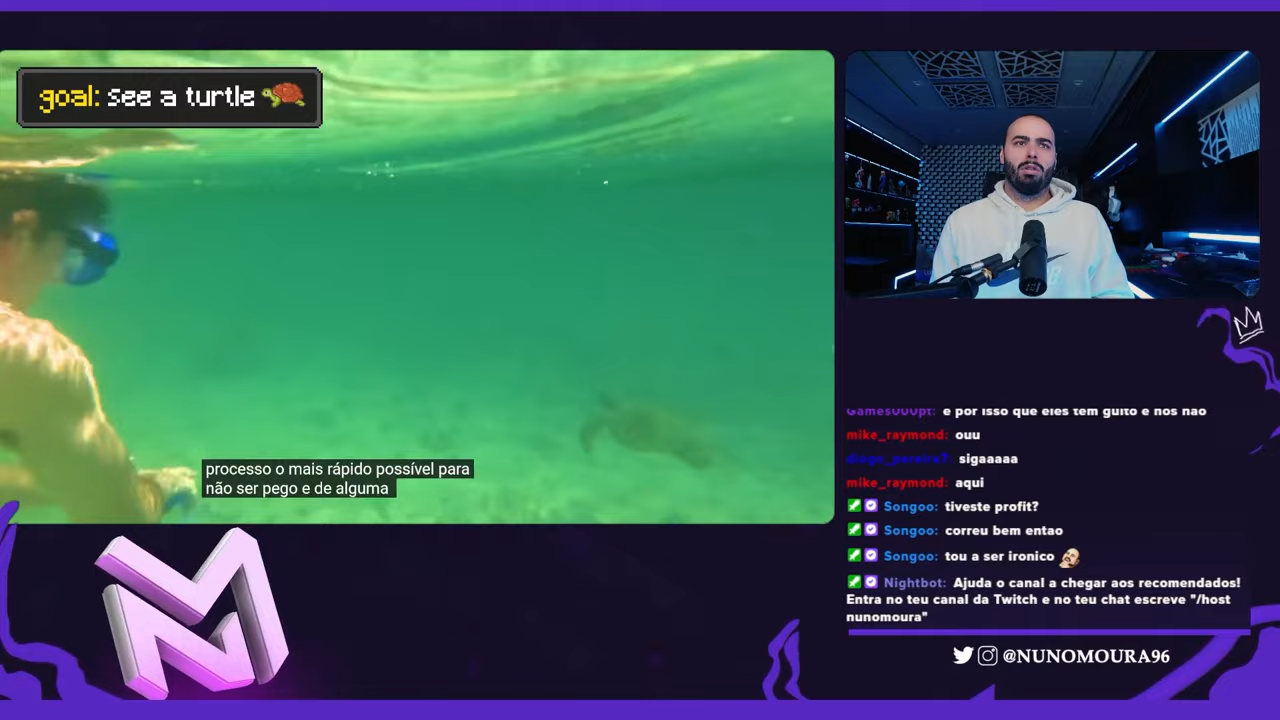 goal: see a turtle
processo o mais rápido possível para
não ser pego e de alguma
Games000pt: e por isso que eles tem guito e nos nao
mike_raymond: ouu
diogo_pereira7: sigaaaaa
mike_raymond: aqui
Songoo: tiveste profit?
Songoo: correu bem entao
Songoo: tou a ser ironico
Nightbot: Ajuda o canal a chegar aos recomendados!
Entra no teu canal da Twitch e no teu chat escreve "/host
nunomoura"
@NUNOMOURA96